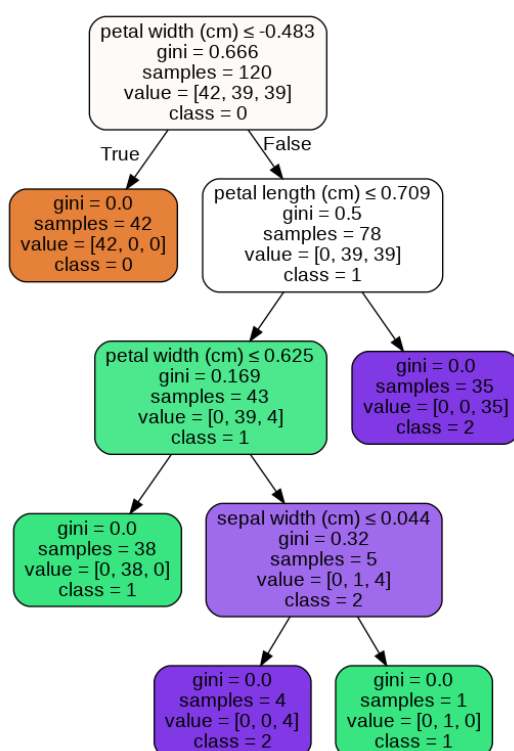 petal width (cm) ≤ -0.483
gini = 0.666
samples = 120
value = [42, 39, 39]
class = 0
True
False
gini = 0.0
samples = 42
value = [42, 0, 0]
class = 0
petal length (cm) ≤ 0.709
gini = 0.5
samples = 78
value = [0, 39, 39]
class = 1
petal width (cm) ≤ 0.625
gini = 0.169
samples = 43
value = [0, 39, 4]
class = 1
gini = 0.0
samples = 35
value = [0, 0, 35]
class = 2
gini = 0.0
samples = 38
value = [0, 38, 0]
class = 1
sepal width (cm) ≤ 0.044
gini = 0.32
samples = 5
value = [0, 1, 4]
class = 2
gini = 0.0
samples = 4
value = [0, 0, 4]
class = 2
gini = 0.0
samples = 1
value = [0, 1, 0]
class = 1